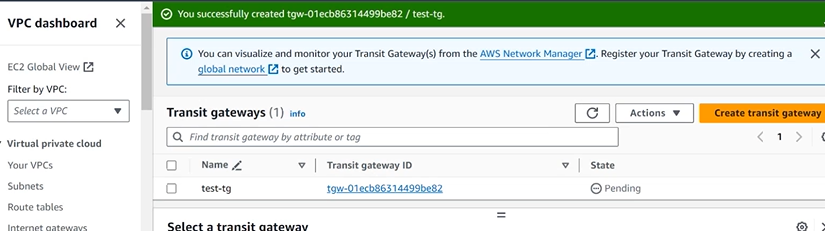 VPC dashboard
EC2 Global View
Filter by VPC:
Select a VPC
Virtual private cloud
Your VPCs
Subnets
Route tables
Internet gateways
You successfully created tgw-01ecb86314499be82 / test-tg.
You can visualize and monitor your Transit Gateway(s) from the AWS Network Manager. Register your Transit Gateway by creating a
global network to get started.
Transit gateways (1) info
Actions
Create transit gateway
Find transit gateway by attribute or tag
1
Name Transit gateway ID State
test-tg tgw-01ecb86314499be82 Pending
Select a transit gateway